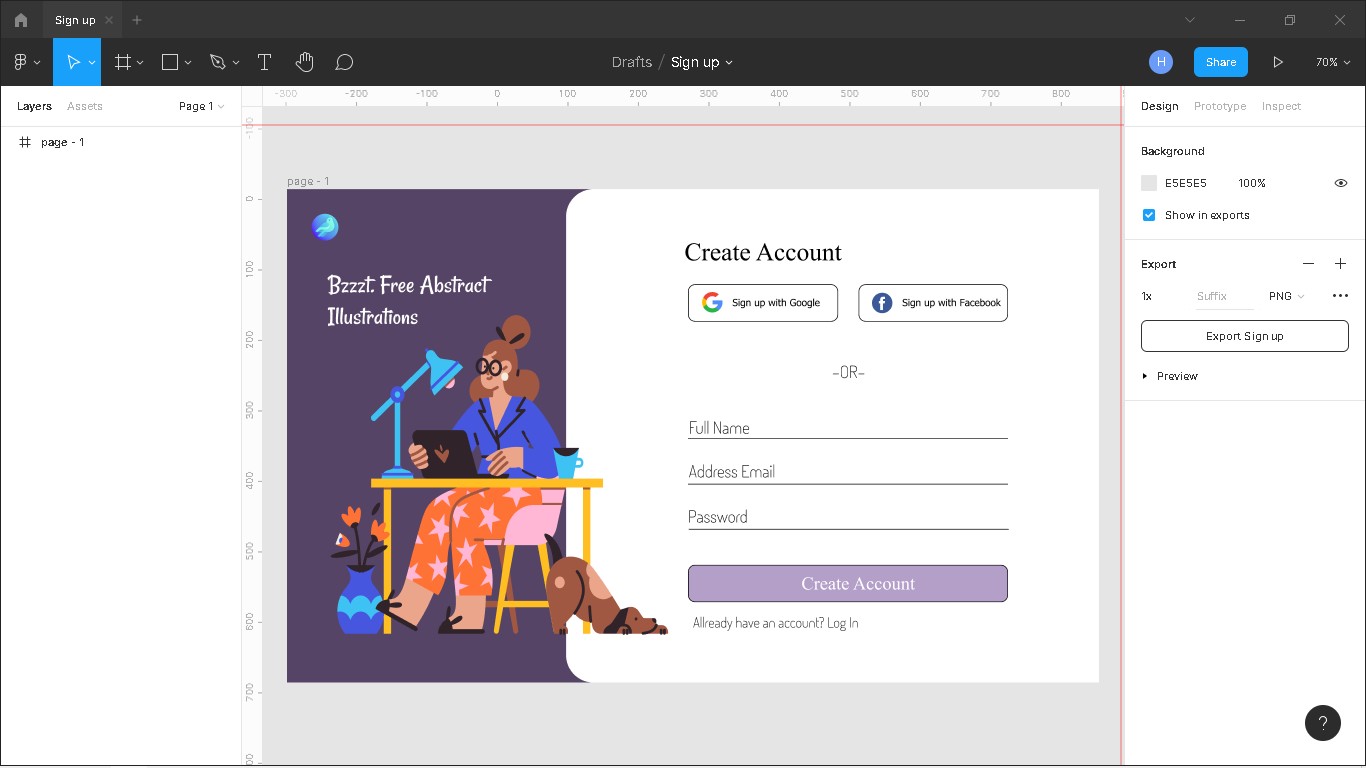 Sign up
Drafts / Sign up
H
Share
70%
Layers
Assets
Page 1
page - 1
-300 -200 -100 0 100 200 300 400 500 600 700 800
-100
0
100
200
300
400
500
600
700
page - 1
Bzzzt. Free Abstract
Illustrations
Create Account
Sign up with Google
Sign up with Facebook
-OR-
Full Name
Address Email
Password
Create Account
Allready have an account? Log In
Design
Prototype
Inspect
Background
E5E5E5 100%
Show in exports
Export
1x Suffix PNG
Export Sign up
Preview
?